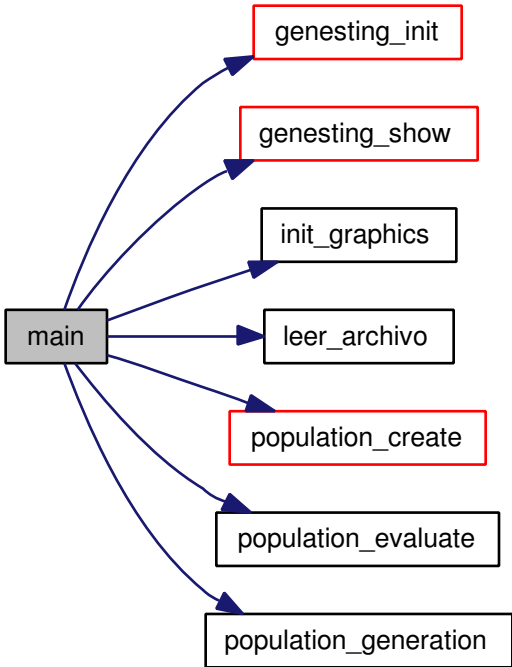 genesting_init
genesting_show
init_graphics
main
leer_archivo
population_create
population_evaluate
population_generation